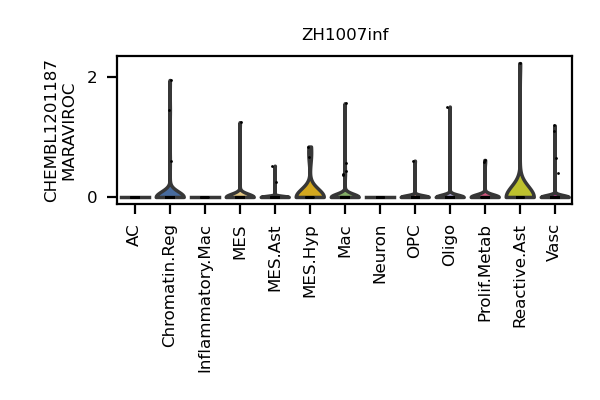 ZH1007inf
CHEMBL1201187
MARAVIROC
2
0
AC
Chromatin.Reg
Inflammatory.Mac
MES
MES.Ast
MES.Hyp
Mac
Neuron
OPC
Oligo
Prolif.Metab
Reactive.Ast
Vasc